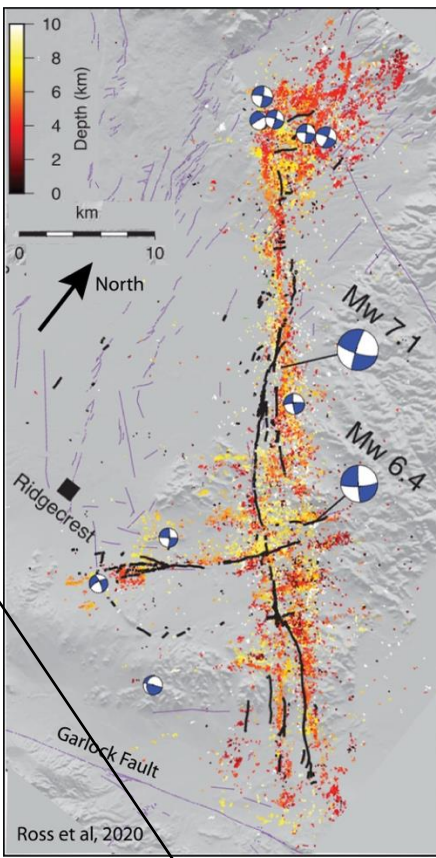 10
8
6
4
2
0
Depth (km)
km
0 10
North
Mw 7.1
Mw 6.4
Ridgecrest
Garlock Fault
Ross et al, 2020